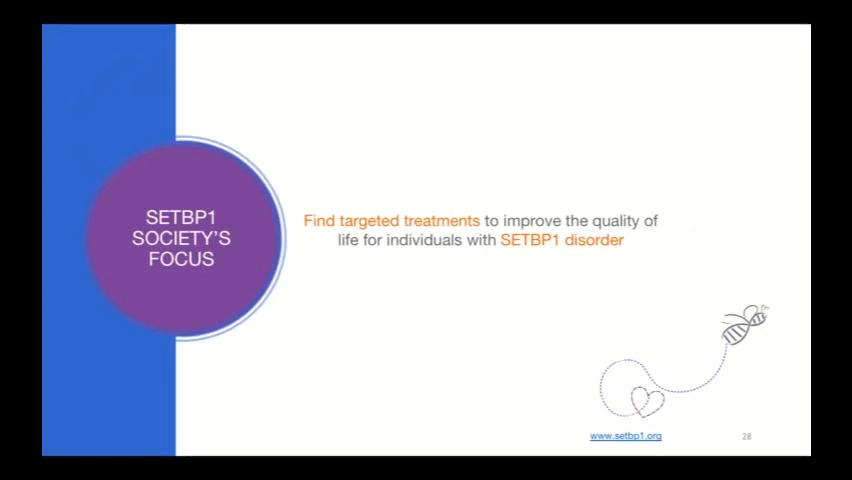 SETBP1
SOCIETY'S
FOCUS
Find targeted treatments to improve the quality of
life for individuals with SETBP1 disorder
www.setbp1.org
28